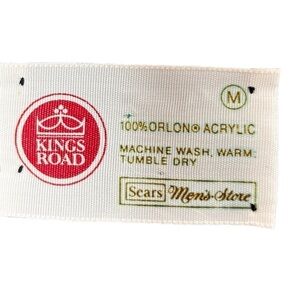 M
KINGS
ROAD
100% ORLON® ACRYLIC
MACHINE WASH, WARM
TUMBLE DRY
Sears Men's Store